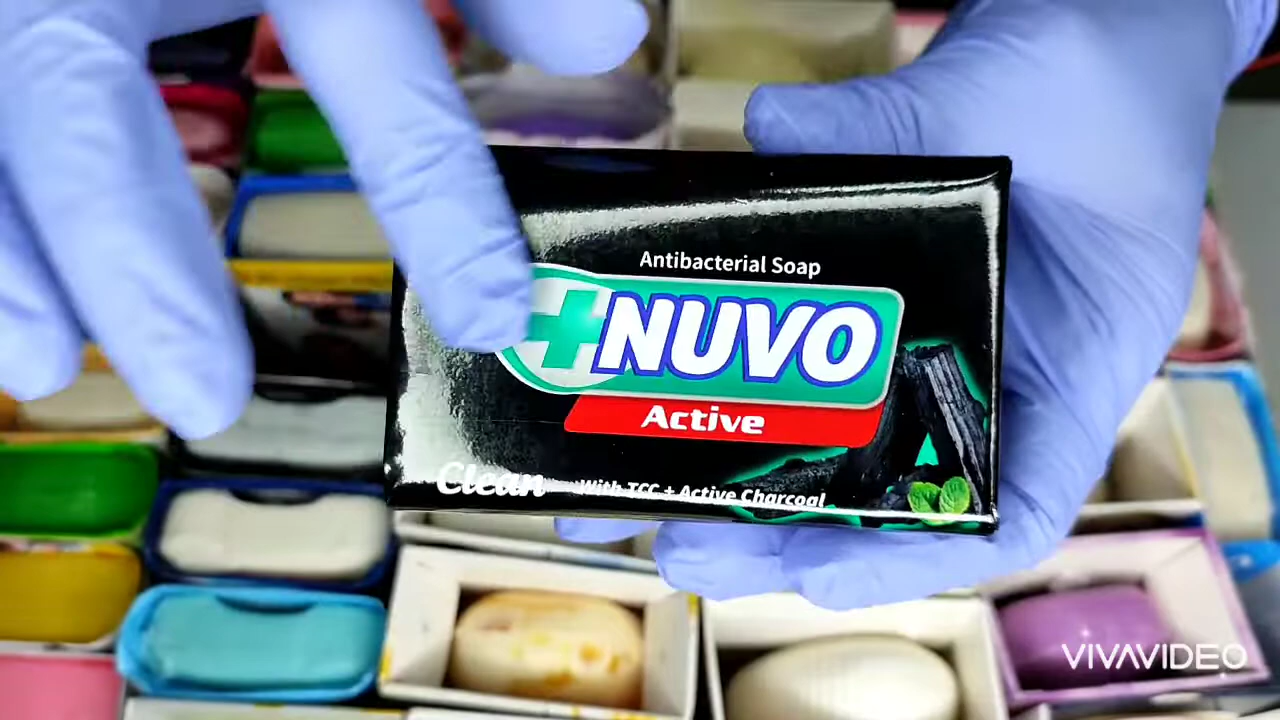 Antibacterial Soap
NUVO
Active
Clean
With TCC + Active Charcoal
VIVAVIDEO